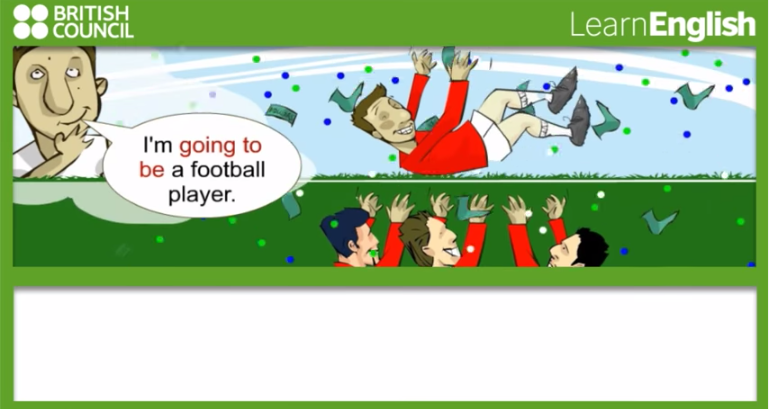 BRITISH
COUNCIL
LearnEnglish
I'm going to
be a football
player.